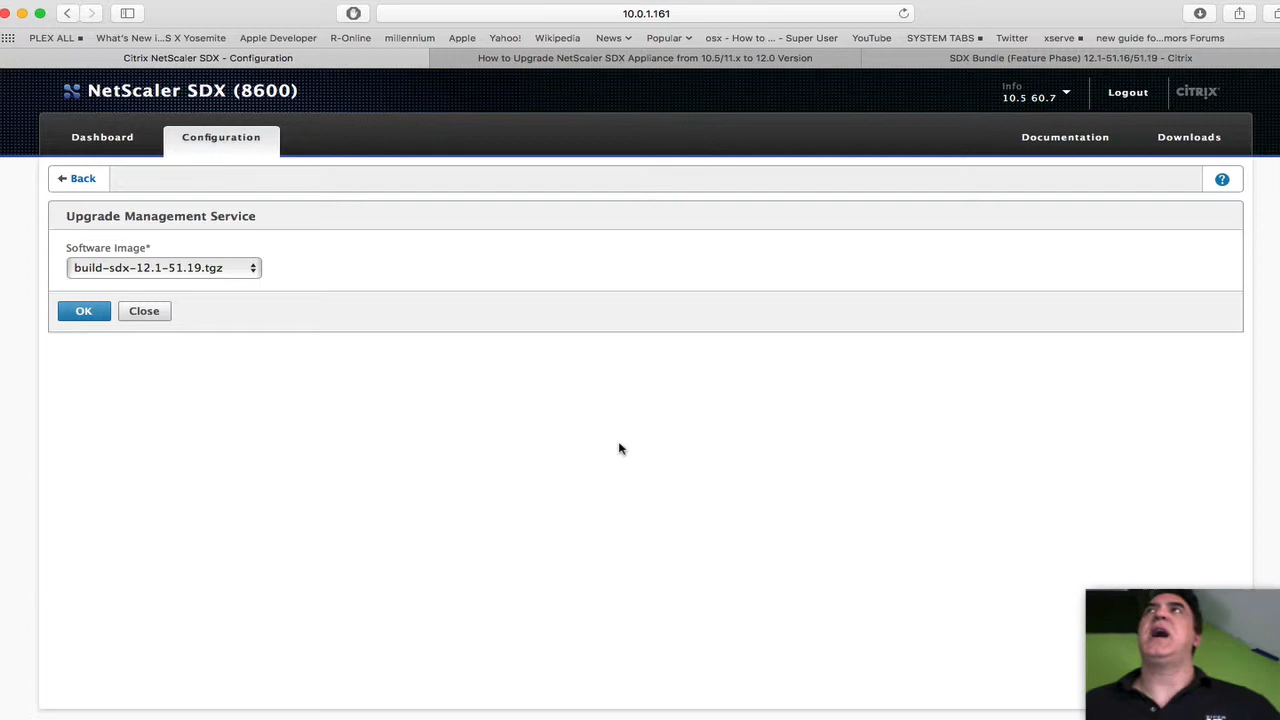 10.0.1.161
PLEX ALL What's New i...S X Yosemite Apple Developer R-Online millennium Apple Yahoo! Wikipedia News Popular osx - How to ... - Super User YouTube SYSTEM TABS Twitter xserve new guide fo...mors Forums
Citrix NetScaler SDX - Configuration How to Upgrade NetScaler SDX Appliance from 10.5/11.x to 12.0 Version SDX Bundle (Feature Phase) 12.1-51.16/51.19 - Citrix
NetScaler SDX (8600)
Info
10.5 60.7
Logout
CİTRIX
Dashboard Configuration Documentation Downloads
Back
?
Upgrade Management Service
Software Image*
build-sdx-12.1-51.19.tgz
OK Close